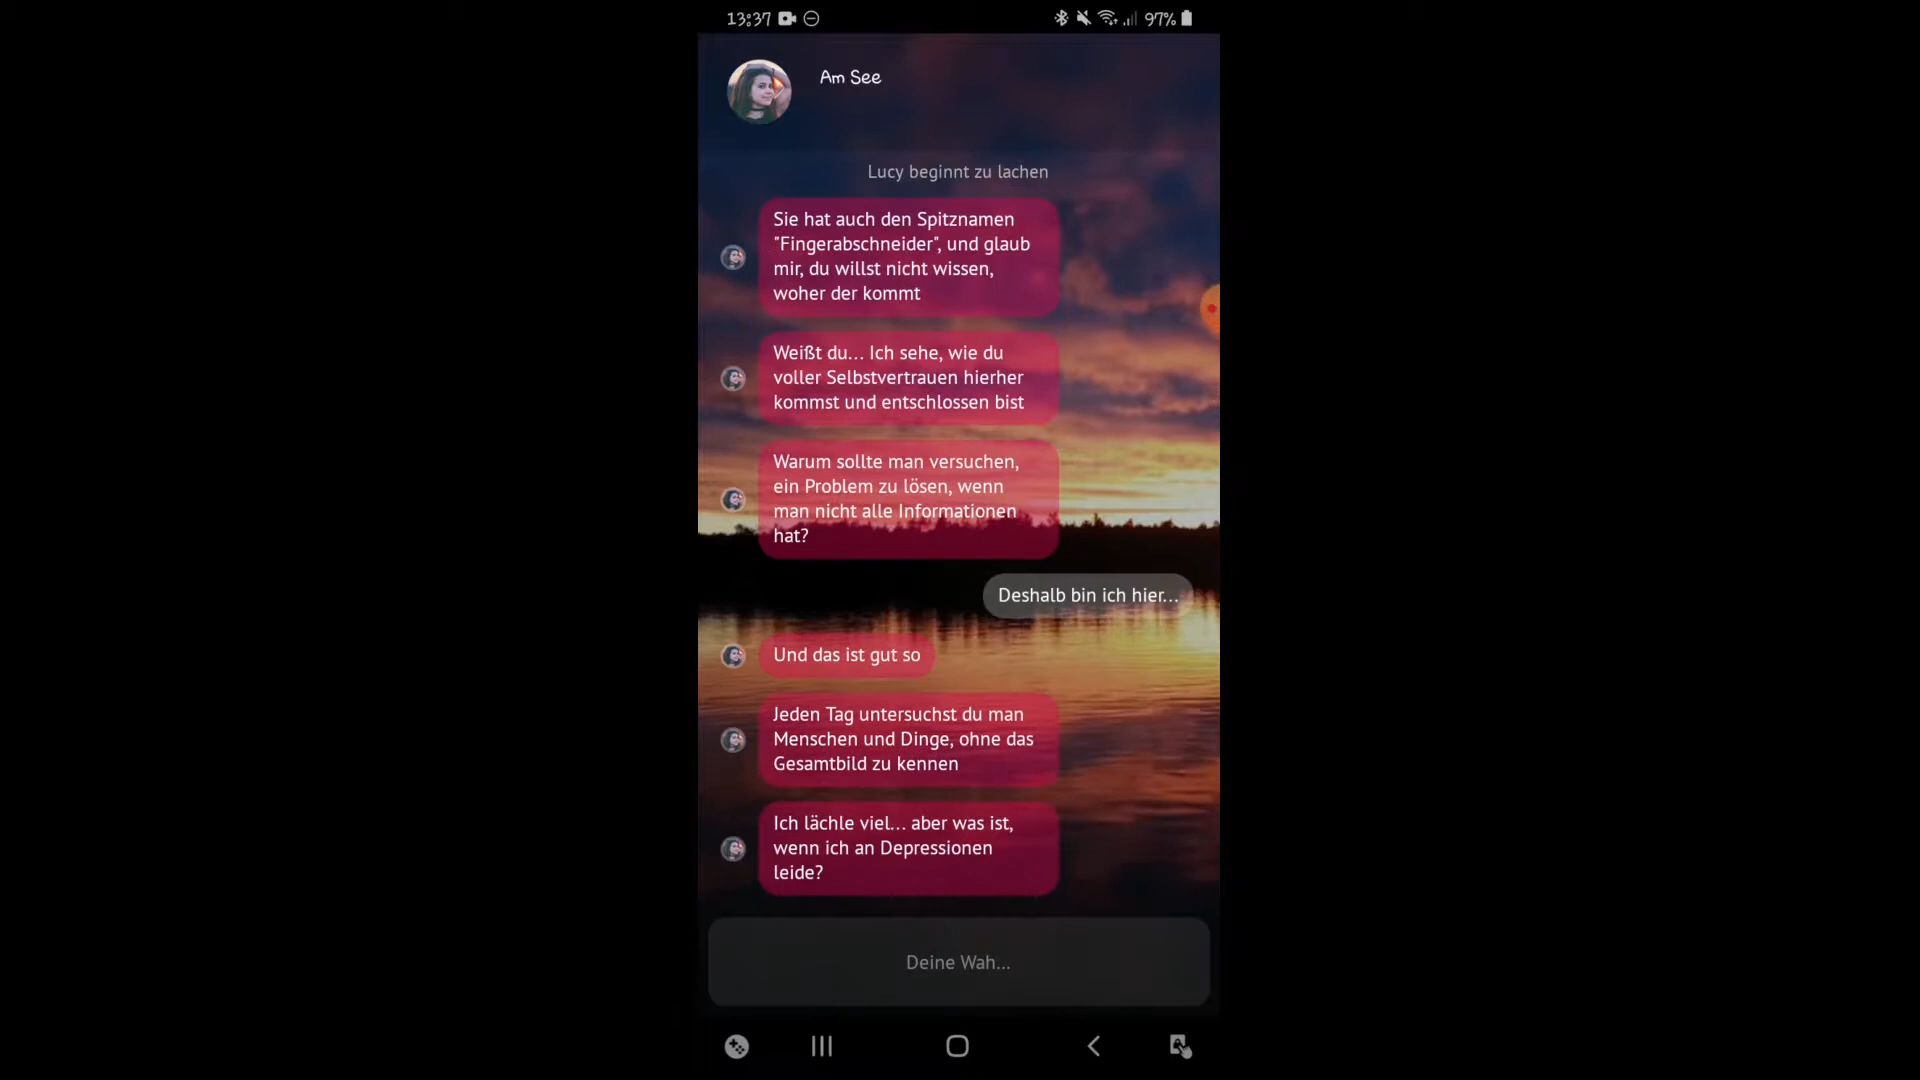 13:37
97%
Am See
Lucy beginnt zu lachen
Sie hat auch den Spitznamen
"Fingerabschneider", und glaub
mir, du willst nicht wissen,
woher der kommt
Weißt du... Ich sehe, wie du
voller Selbstvertrauen hierher
kommst und entschlossen bist
Warum sollte man versuchen,
ein Problem zu lösen, wenn
man nicht alle Informationen
hat?
Deshalb bin ich hier...
Und das ist gut so
Jeden Tag untersuchst du man
Menschen und Dinge, ohne das
Gesamtbild zu kennen
Ich lächle viel... aber was ist,
wenn ich an Depressionen
leide?
Deine Wah...